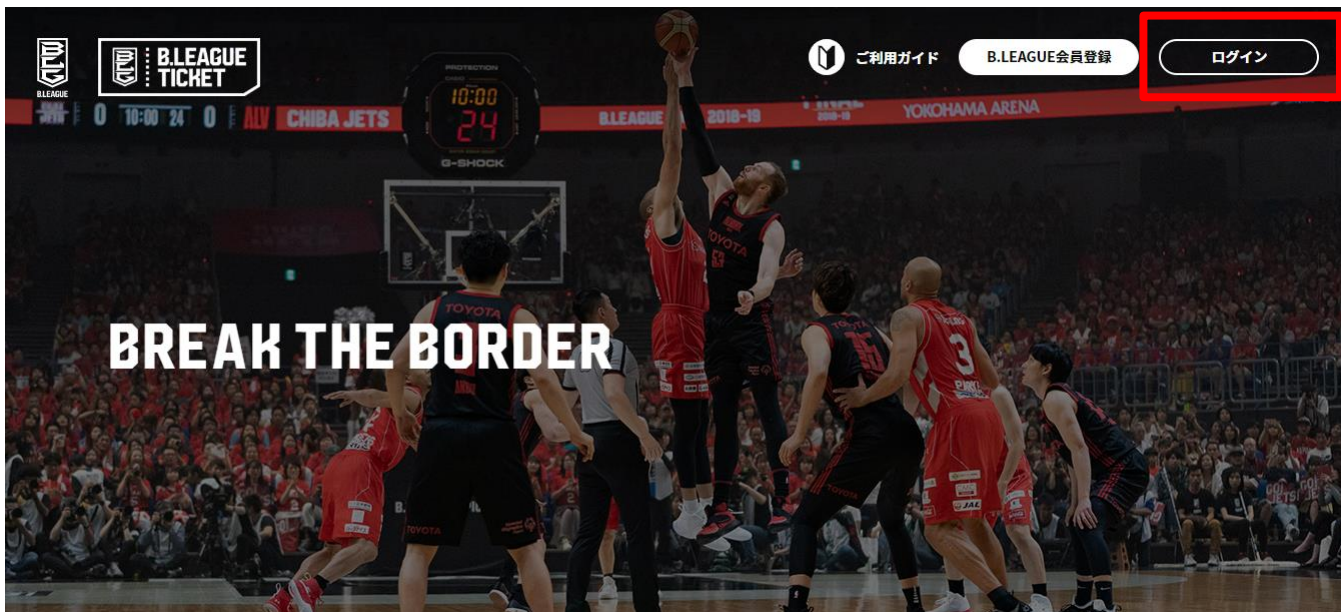 B.LEAGUE
B.LEAGUE
TICKET
ご利用ガイド
B.LEAGUE会員登録
ログイン
PROTECTION
10:00
24
G-SHOCK
0 10:00 24 0 ALV CHIBA JETS
B.LEAGUE
2018-19
FINAL
2018-19
YOKOHAMA ARENA
BREAK THE BORDER
TOYOTA
TOYOTA
TOYOTA
3
TOYOTA
TOYOTA
JAL